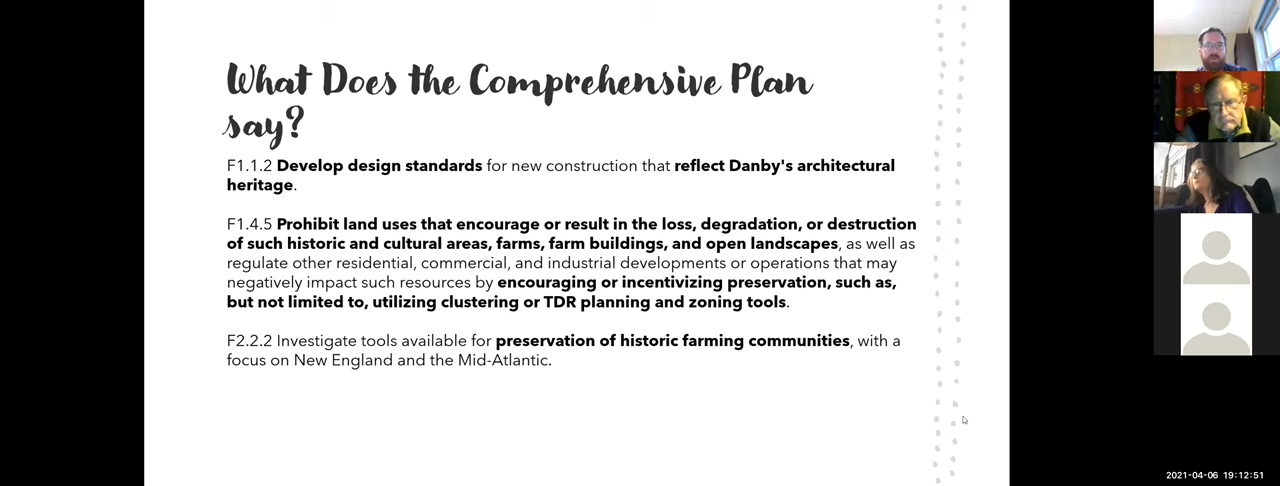 What Does the Comprehensive Plan
say?
F1.1.2 Develop design standards for new construction that reflect Danby's architectural
heritage.
F1.4.5 Prohibit land uses that encourage or result in the loss, degradation, or destruction
of such historic and cultural areas, farms, farm buildings, and open landscapes, as well as
regulate other residential, commercial, and industrial developments or operations that may
negatively impact such resources by encouraging or incentivizing preservation, such as,
but not limited to, utilizing clustering or TDR planning and zoning tools.
F2.2.2 Investigate tools available for preservation of historic farming communities, with a
focus on New England and the Mid-Atlantic.
2021-04-06 19:12:51